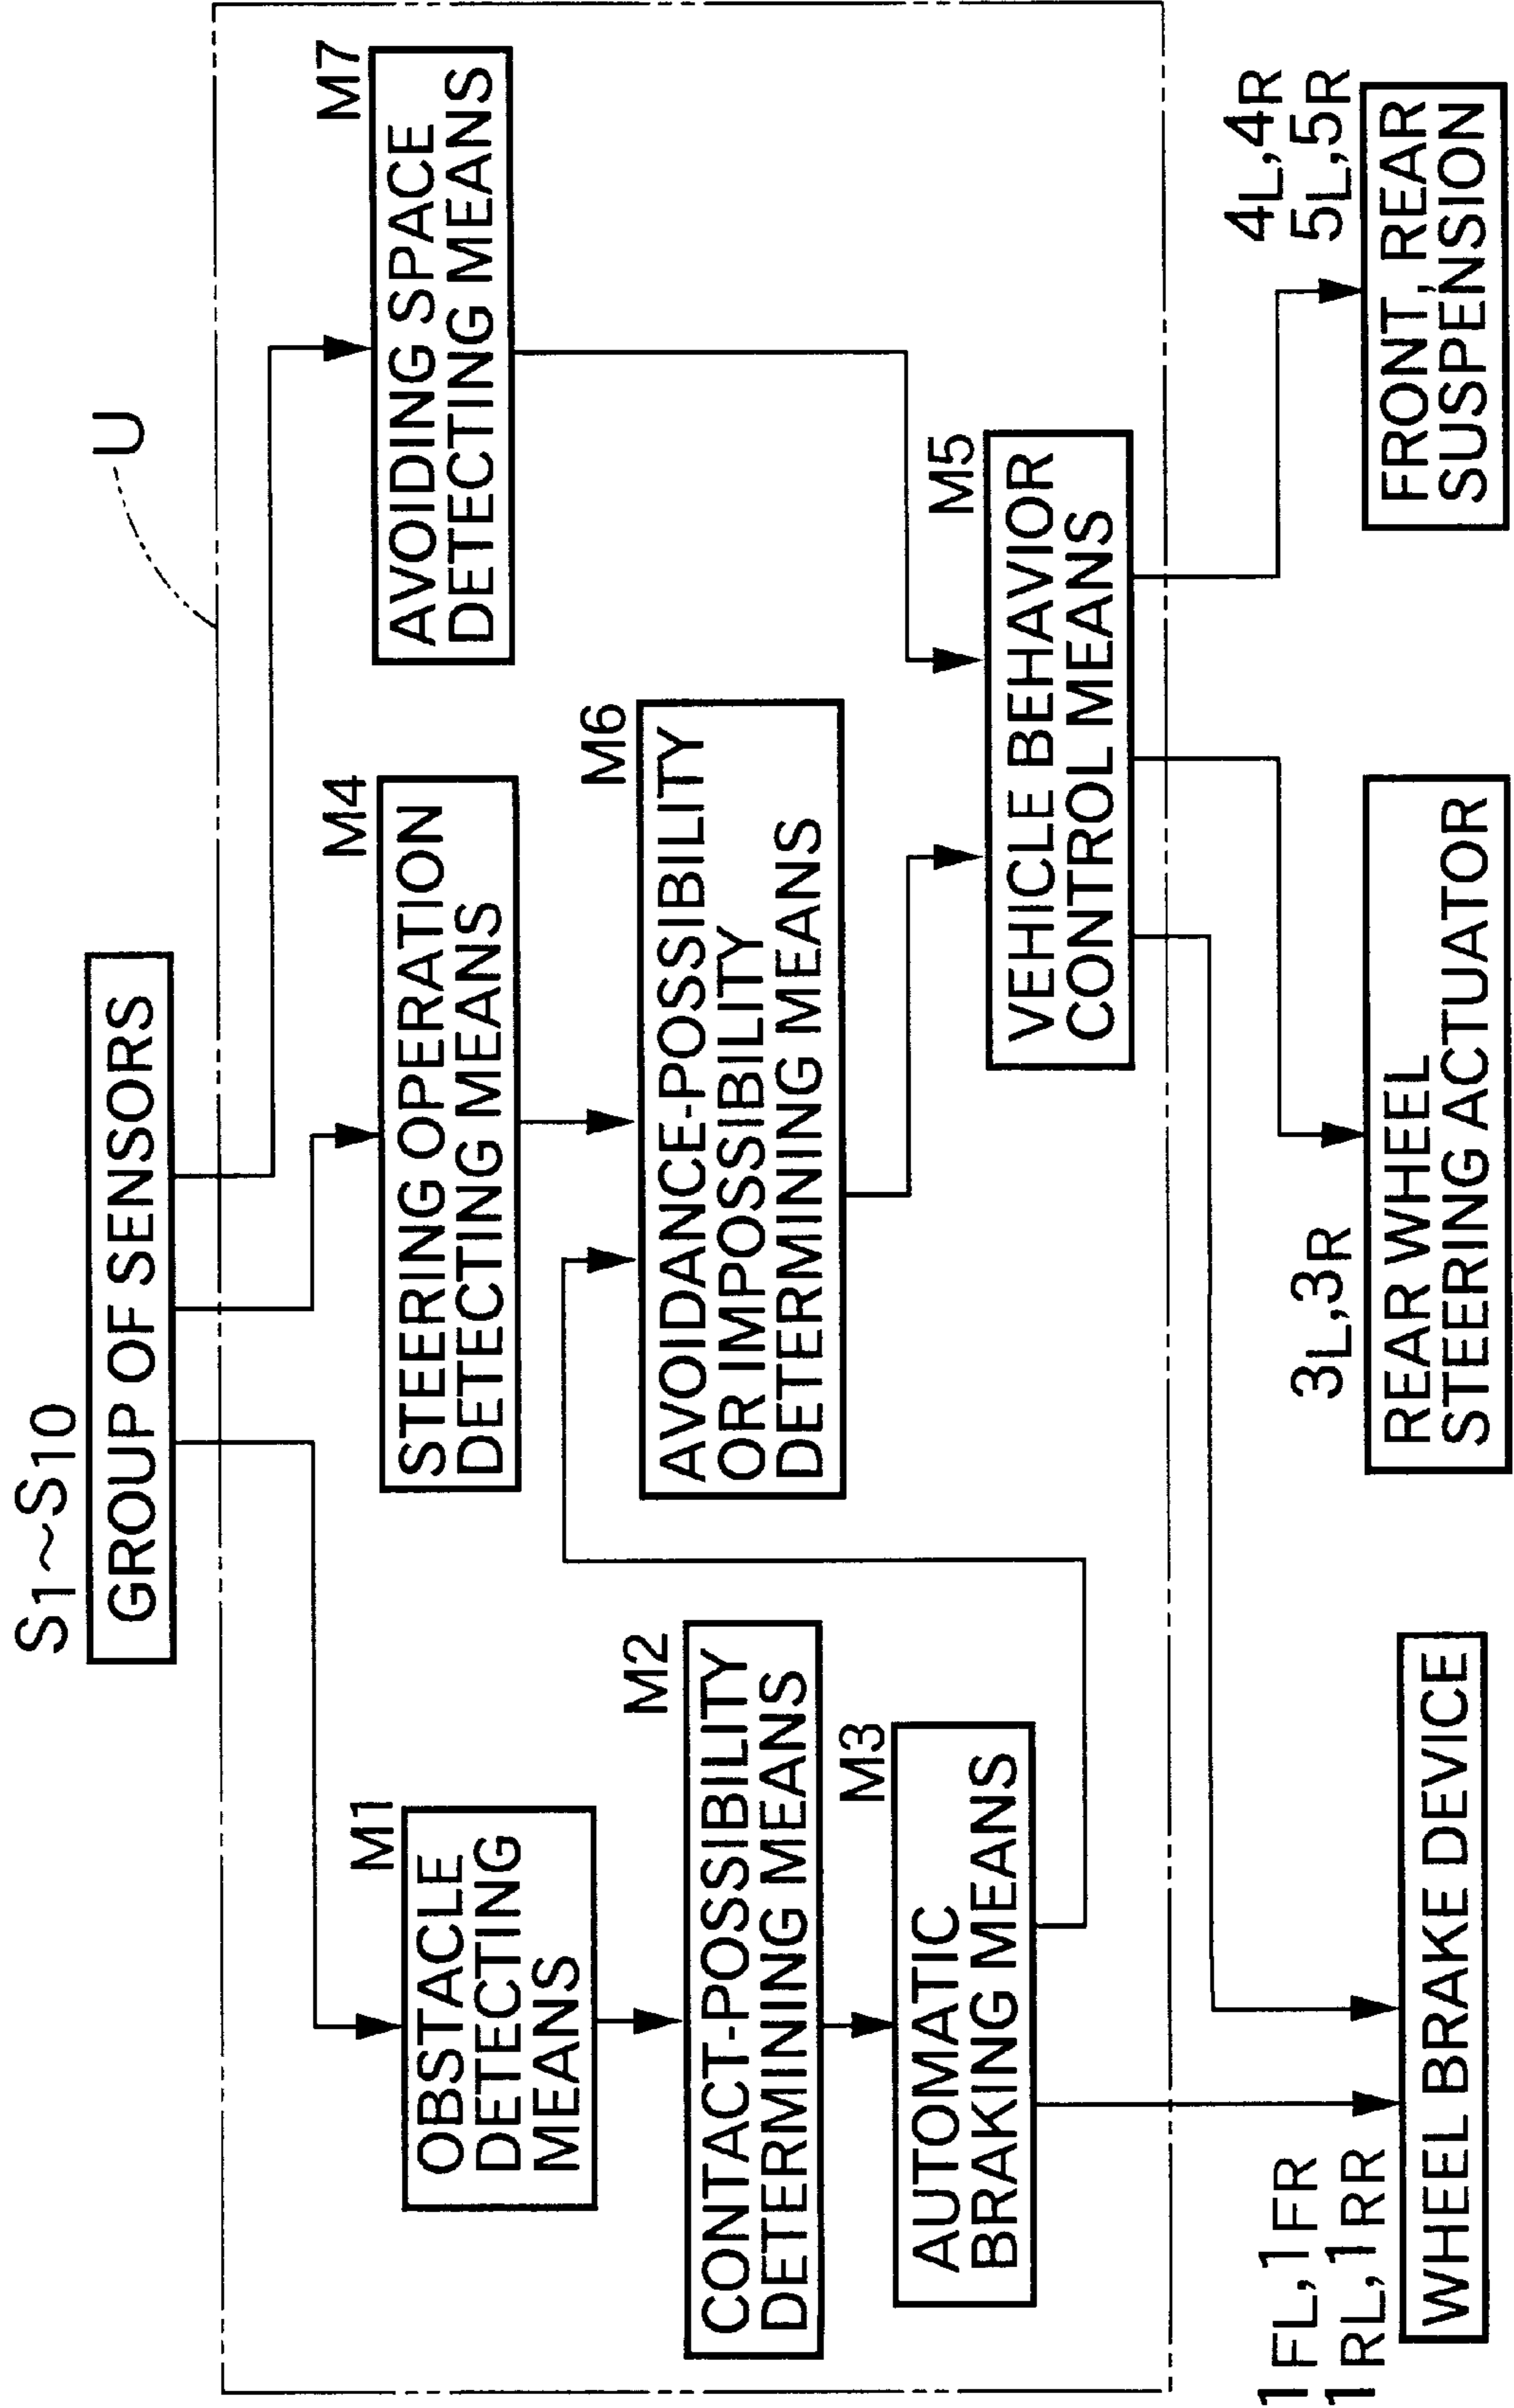 S1~S10
GROUP OF SENSORS
U
M1
OBSTACLE
DETECTING
MEANS
M4
STEERING OPERATION
DETECTING MEANS
M7
AVOIDING SPACE
DETECTING MEANS
M2
CONTACT-POSSIBILITY
DETERMINING MEANS
M6
AVOIDANCE-POSSIBILITY
OR IMPOSSIBILITY
DETERMINING MEANS
M3
AUTOMATIC
BRAKING MEANS
M5
VEHICLE BEHAVIOR
CONTROL MEANS
1FL,1FR
1RL,1RR
WHEEL BRAKE DEVICE
3L,3R
REAR WHEEL
STEERING ACTUATOR
4L,4R
5L,5R
FRONT, REAR
SUSPENSION